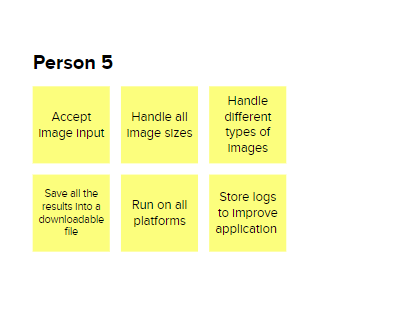 Person 5
Accept
image input
Handle all
image sizes
Handle
different
types of
images
Save all the
results into a
downloadable
file
Run on all
platforms
Store logs
to improve
application